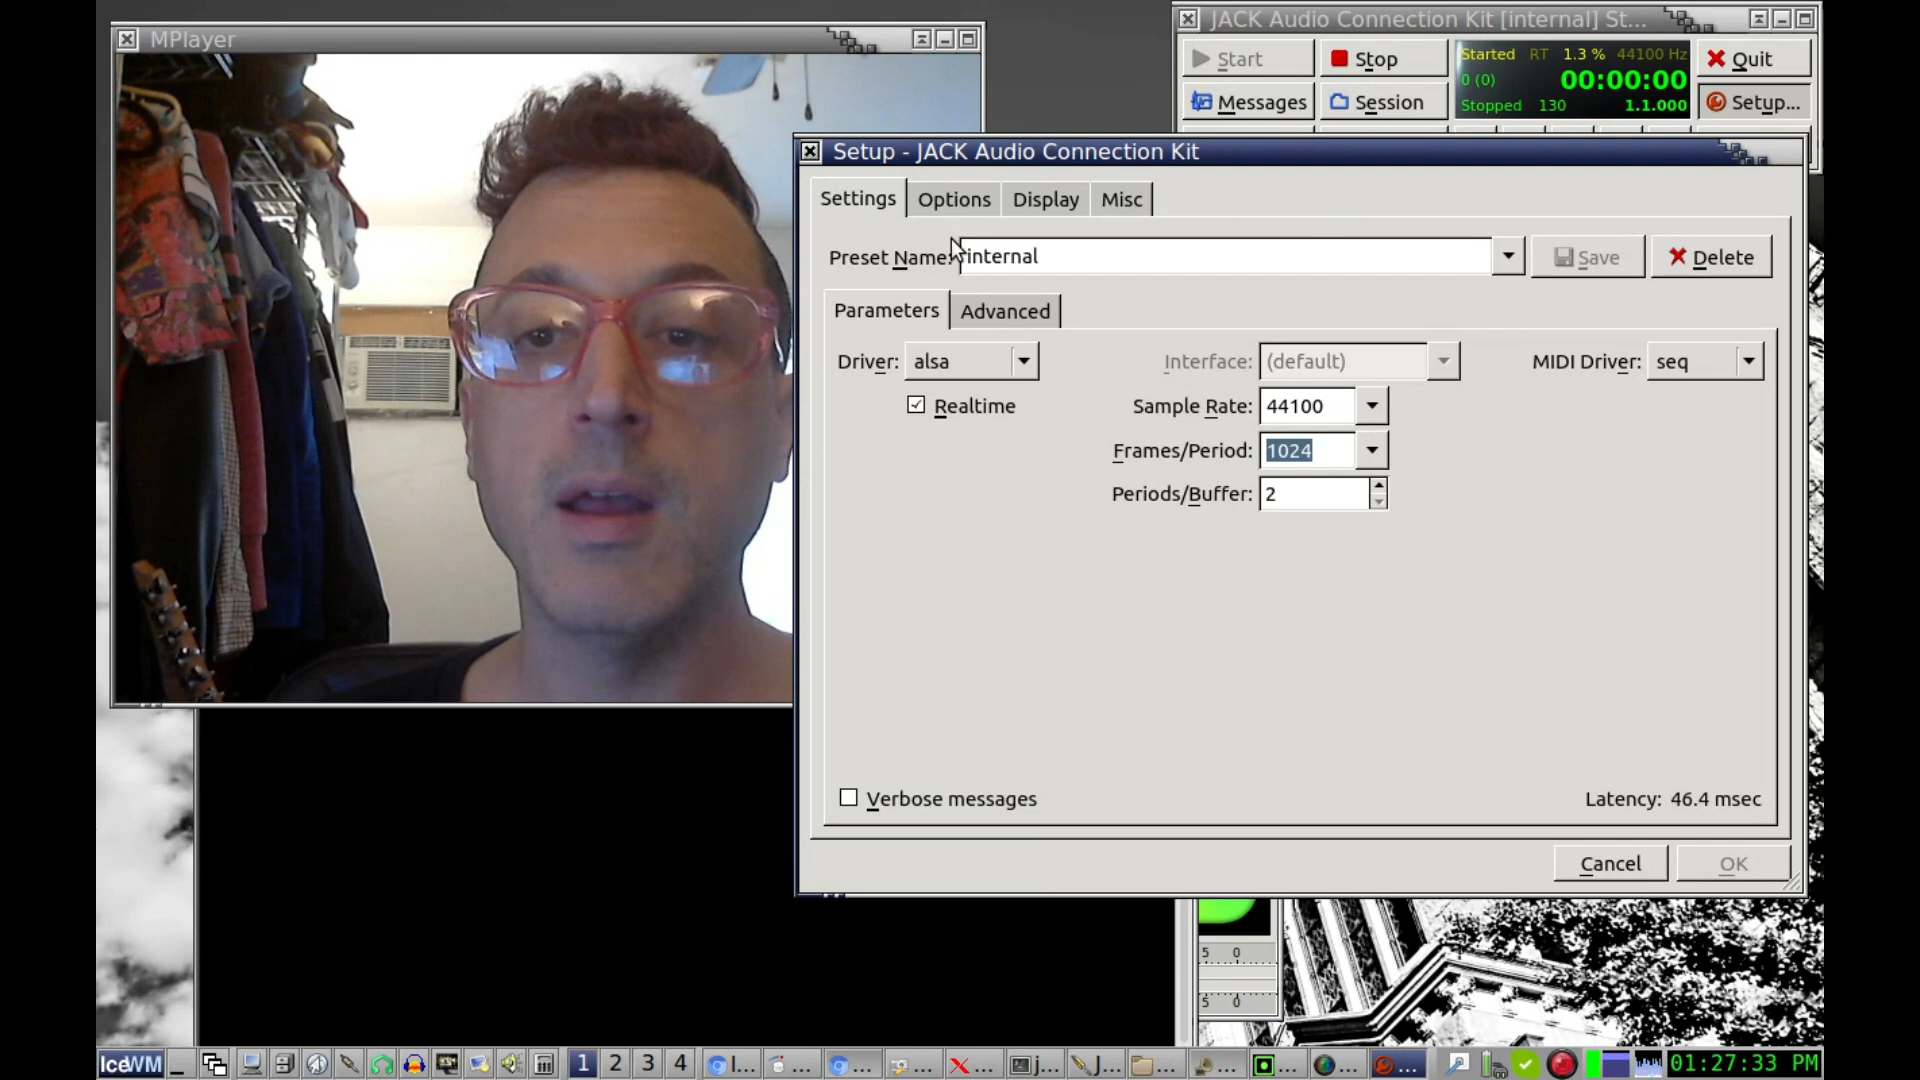 MPlayer
JACK Audio Connection Kit [internal] St...
Start
Stop
Started RT 1.3 % 44100 Hz
Quit
0 (0) 00:00:00
Messages
Session
Stopped 130 1.1.000
Setup...
Setup - JACK Audio Connection Kit
Settings
Options
Display
Misc
Preset Name:
internal
Save
Delete
Parameters
Advanced
Driver:
alsa
Interface:
(default)
MIDI Driver:
seq
Realtime
Sample Rate:
44100
Frames/Period:
1024
Periods/Buffer:
2
Verbose messages
Latency: 46.4 msec
Cancel
OK
5 0
5 0
IceWM
1 2 3 4
I...
...
...
...
...
j...
J...
...
...
...
...
...
01:27:33 PM